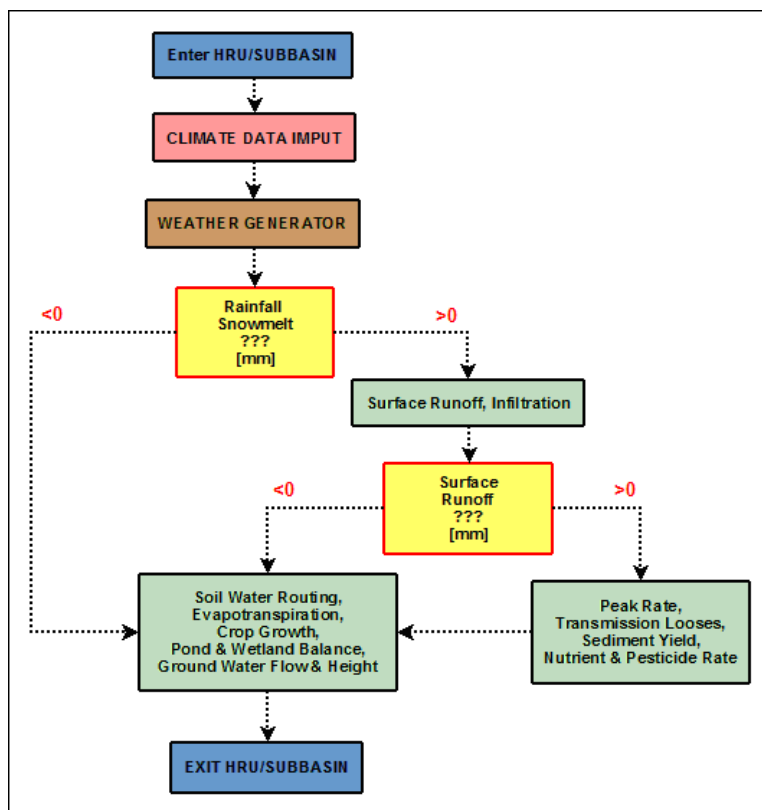 Enter HRU/SUBBASIN
CLIMATE DATA IMPUT
WEATHER GENERATOR
<0
Rainfall
Snowmelt
???
[mm]
>0
Surface Runoff, Infiltration
<0
Surface
Runoff
???
[mm]
>0
Soil Water Routing,
Evapotranspiration,
Crop Growth,
Pond & Wetland Balance,
Ground Water Flow & Height
Peak Rate,
Transmission Looses,
Sediment Yield,
Nutrient & Pesticide Rate
EXIT HRU/SUBBASIN